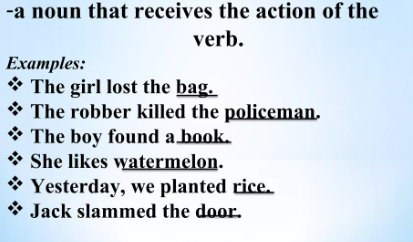 -a noun that receives the action of the
verb.
Examples:
❖ The girl lost the bag.
❖ The robber killed the policeman.
❖ The boy found a book.
❖ She likes watermelon.
❖ Yesterday, we planted rice.
❖ Jack slammed the door.